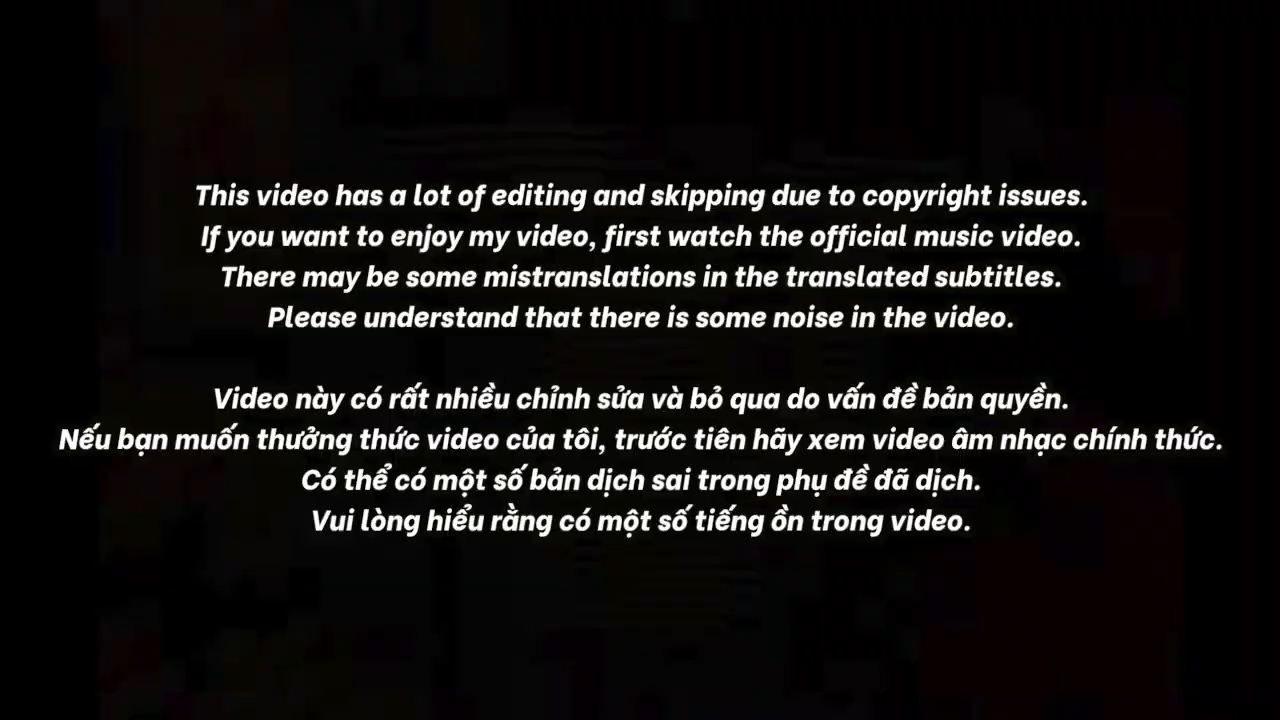 This video has a lot of editing and skipping due to copyright issues.
If you want to enjoy my video, first watch the official music video.
There may be some mistranslations in the translated subtitles.
Please understand that there is some noise in the video.
Video này có rất nhiều chỉnh sửa và bỏ qua do vấn đề bản quyền.
Nếu bạn muốn thưởng thức video của tôi, trước tiên hãy xem video âm nhạc chính thức.
Có thể có một số bản dịch sai trong phụ đề đã dịch.
Vui lòng hiểu rằng có một số tiếng ồn trong video.